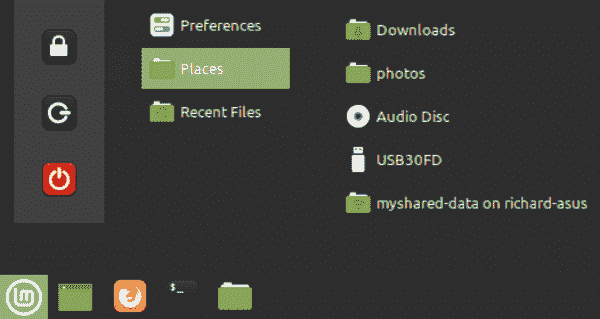 Preferences
Places
Recent Files
Downloads
photos
Audio Disc
USB30FD
myshared-data on richard-asus
$_